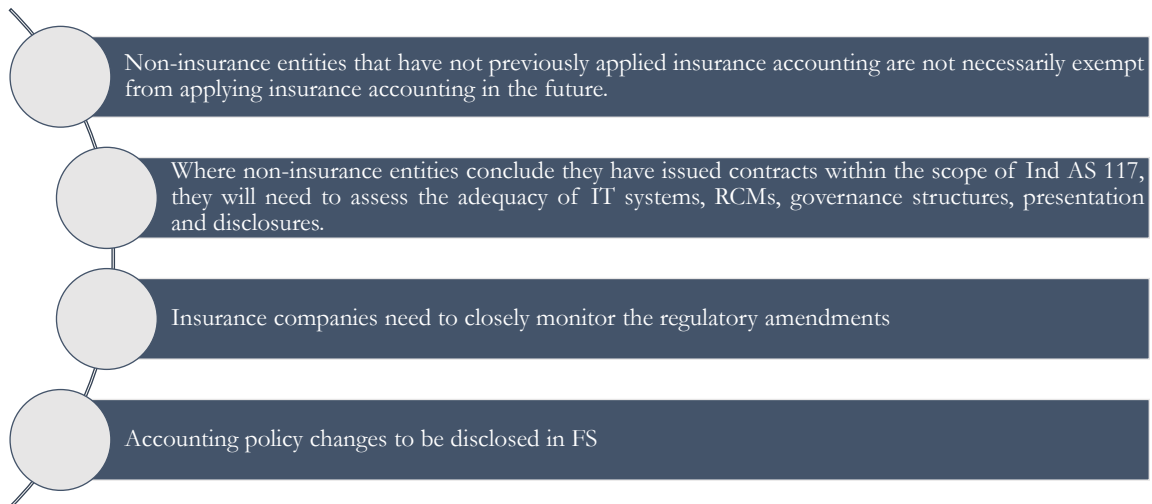 Non-insurance entities that have not previously applied insurance accounting are not necessarily exempt
from applying insurance accounting in the future.
Where non-insurance entities conclude they have issued contracts within the scope of Ind AS 117,
they will need to assess the adequacy of IT systems, RCMs, governance structures, presentation
and disclosures.
Insurance companies need to closely monitor the regulatory amendments
Accounting policy changes to be disclosed in FS